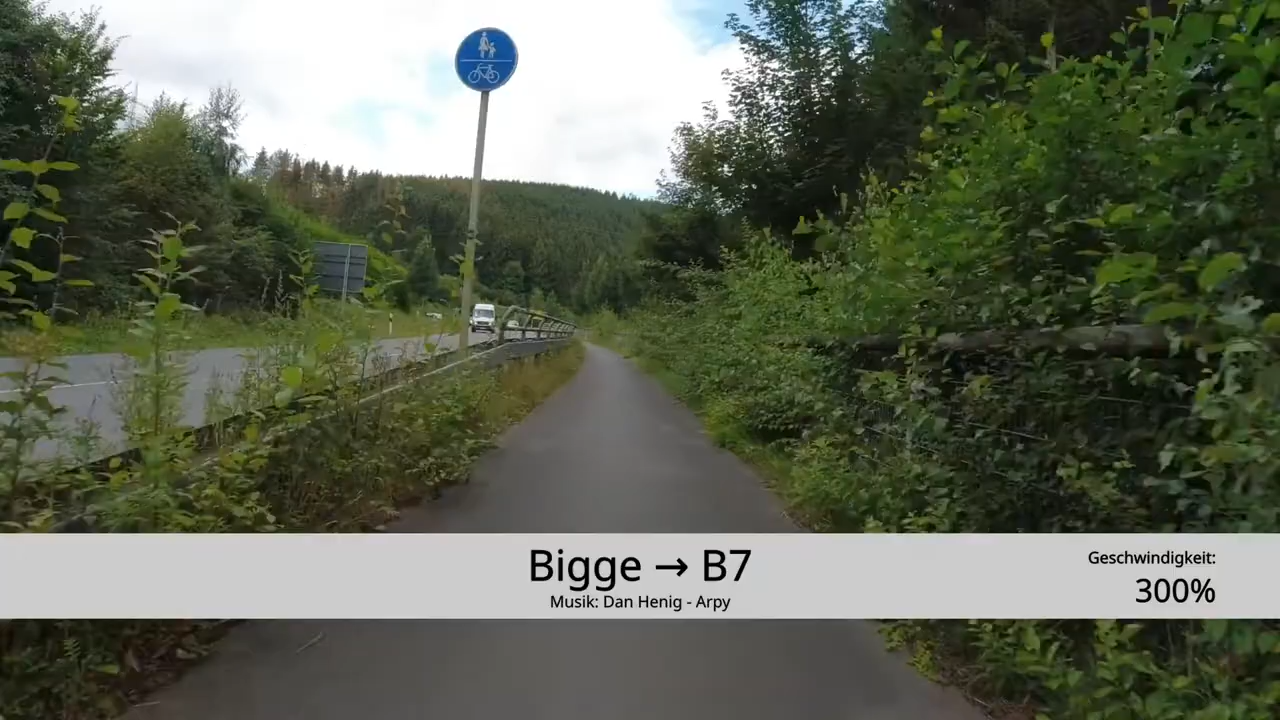 Bigge → B7
Musik: Dan Henig - Arpy
Geschwindigkeit:
300%